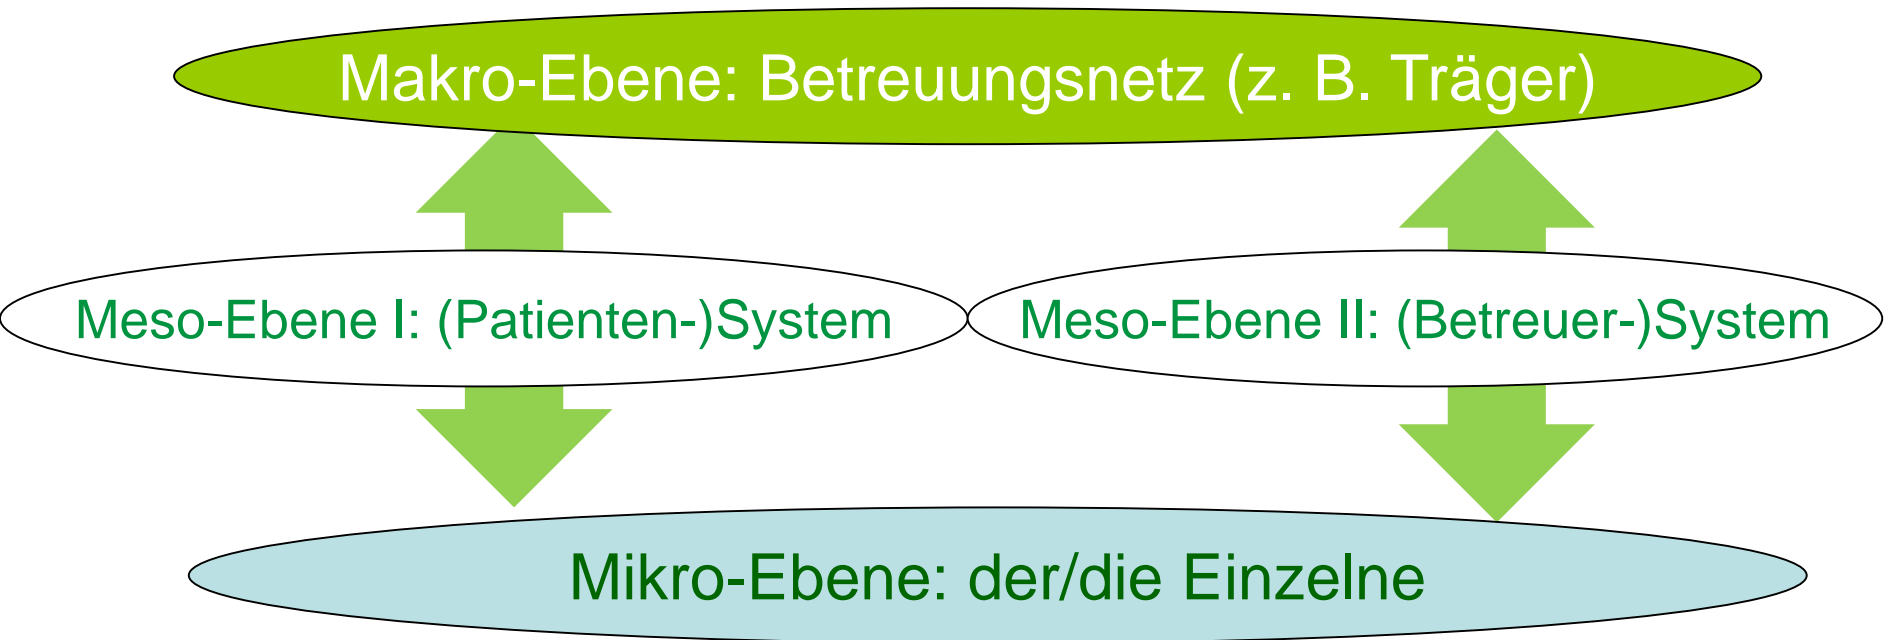 Makro-Ebene: Betreuungsnetz (z. B. Träger)
Meso-Ebene I: (Patienten-)System
Meso-Ebene II: (Betreuer-)System
Mikro-Ebene: der/die Einzelne